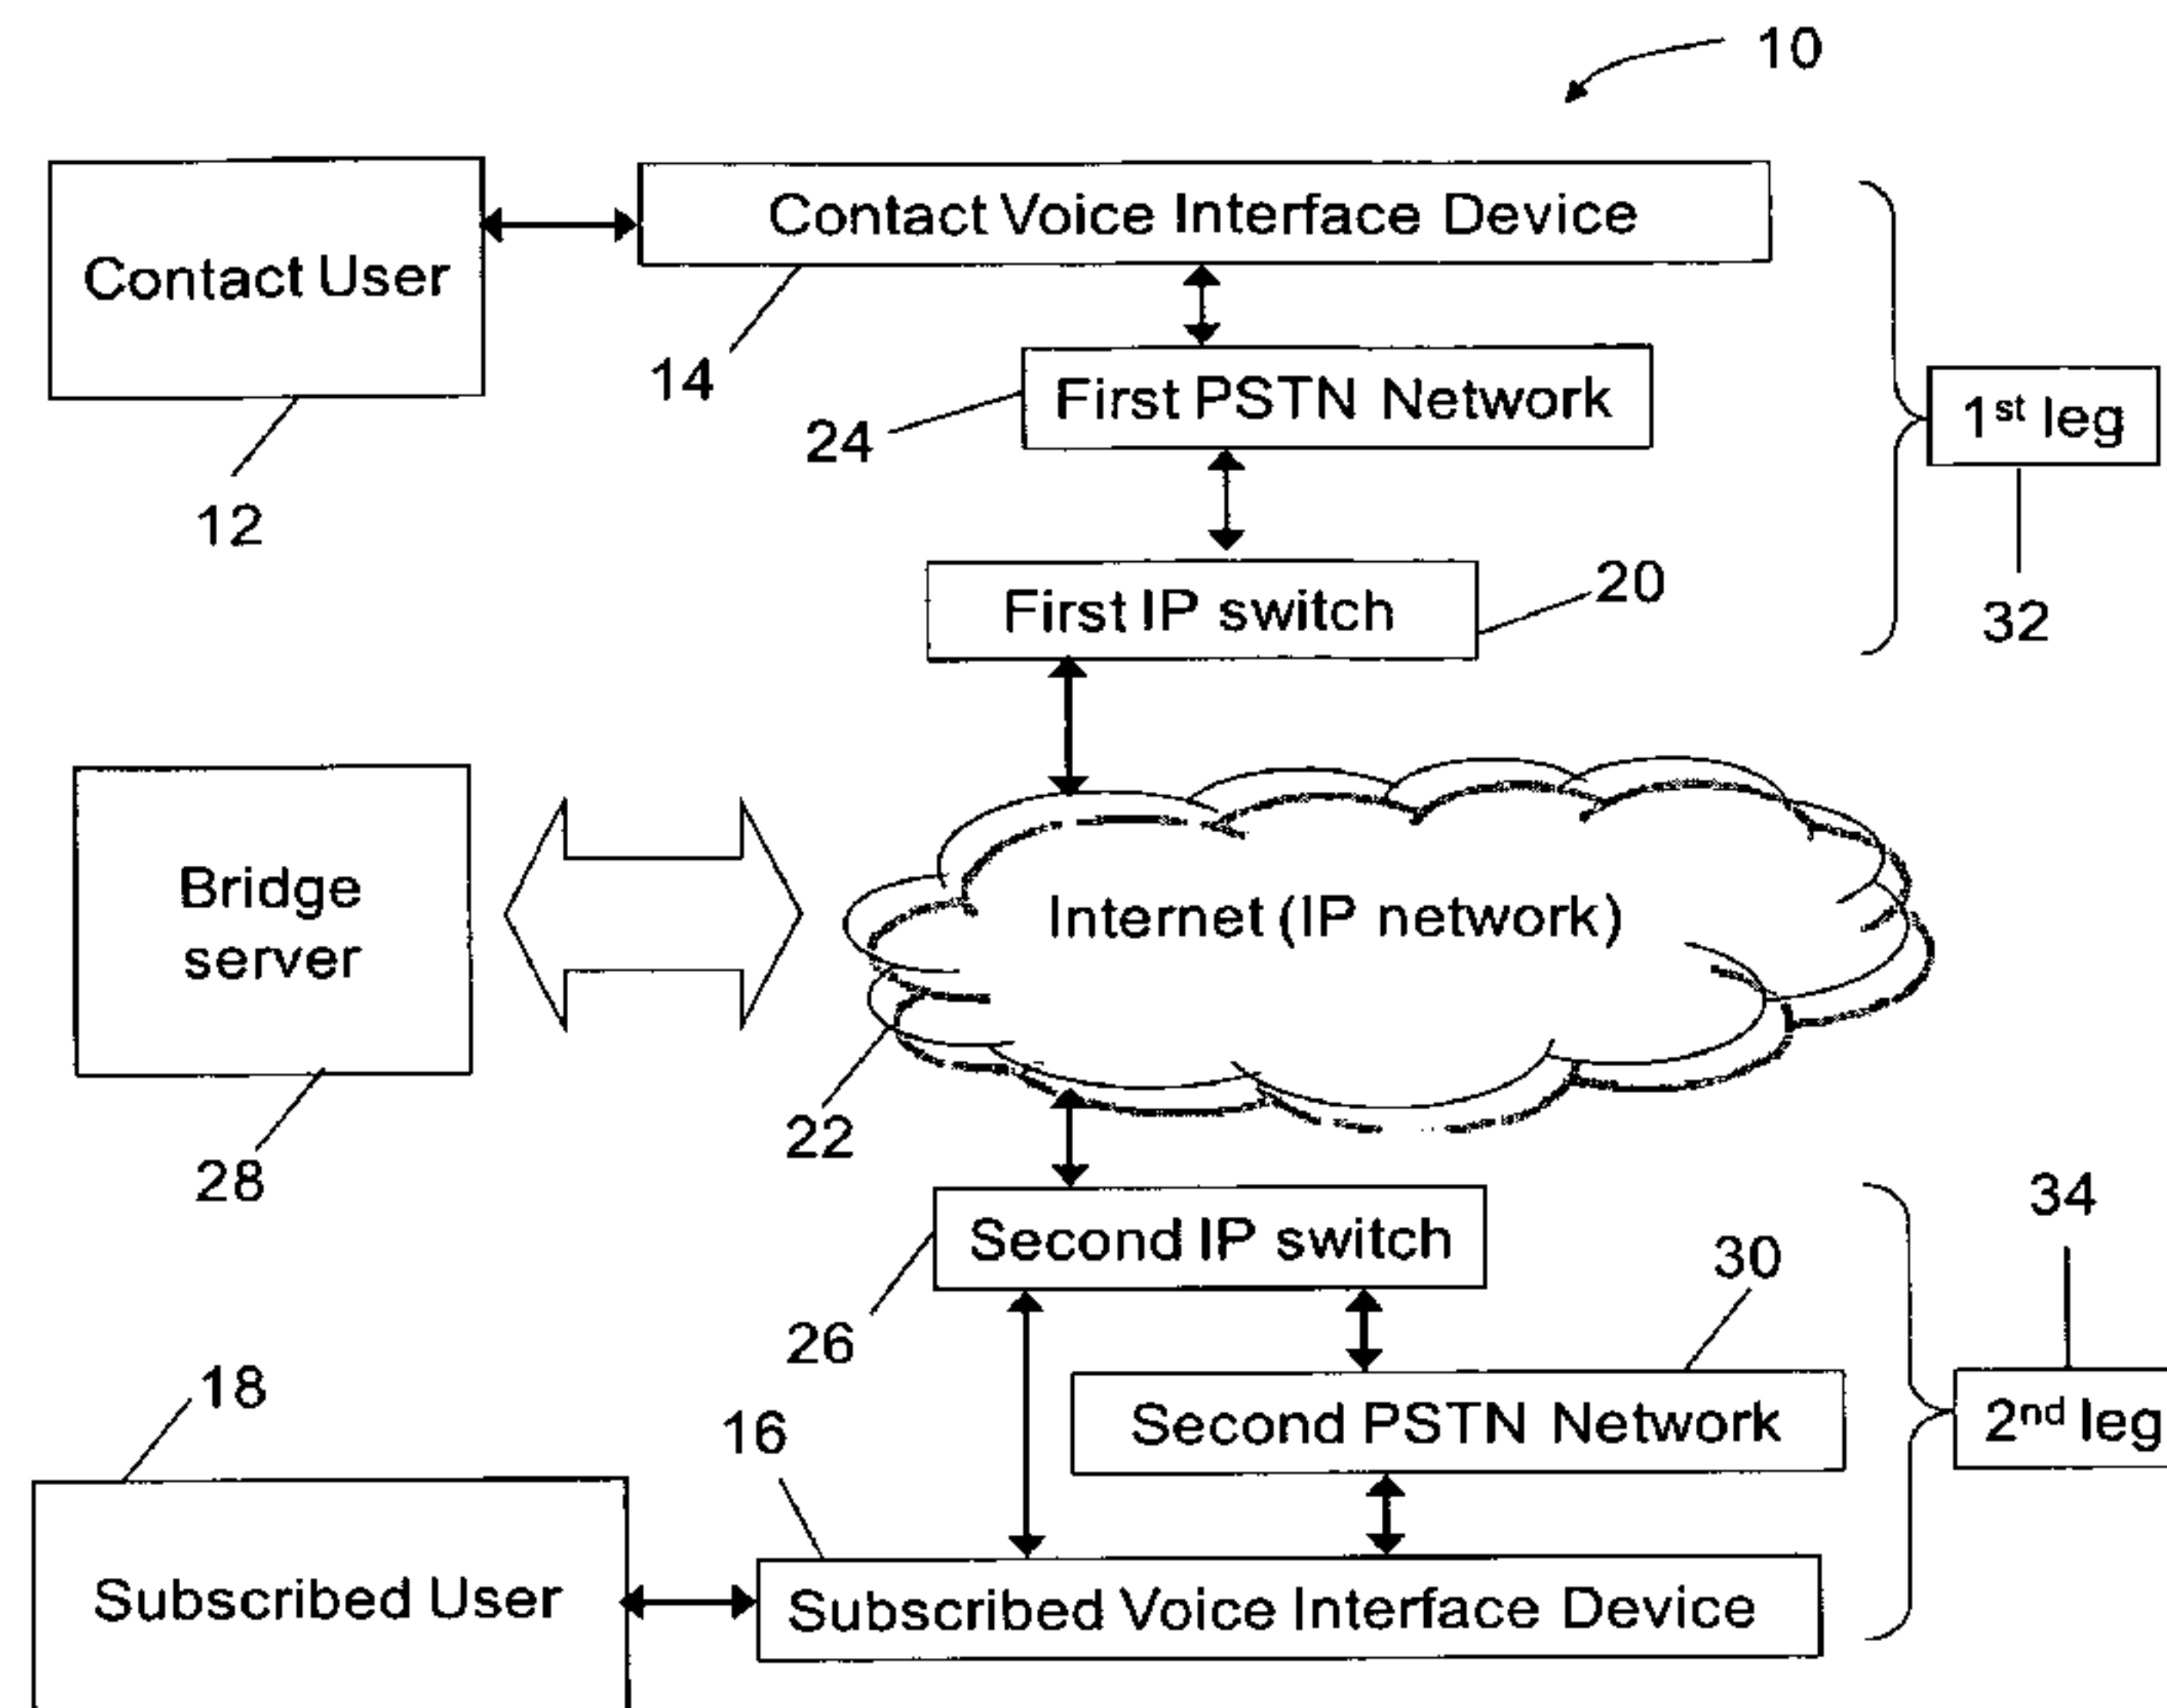 10
Contact User
Contact Voice Interface Device
14
First PSTN Network
24
1st leg
12
First IP switch
20
32
Bridge
server
Internet (IP network)
22
28
Second IP switch
34
30
26
18
Second PSTN Network
2nd leg
16
Subscribed User
Subscribed Voice Interface Device